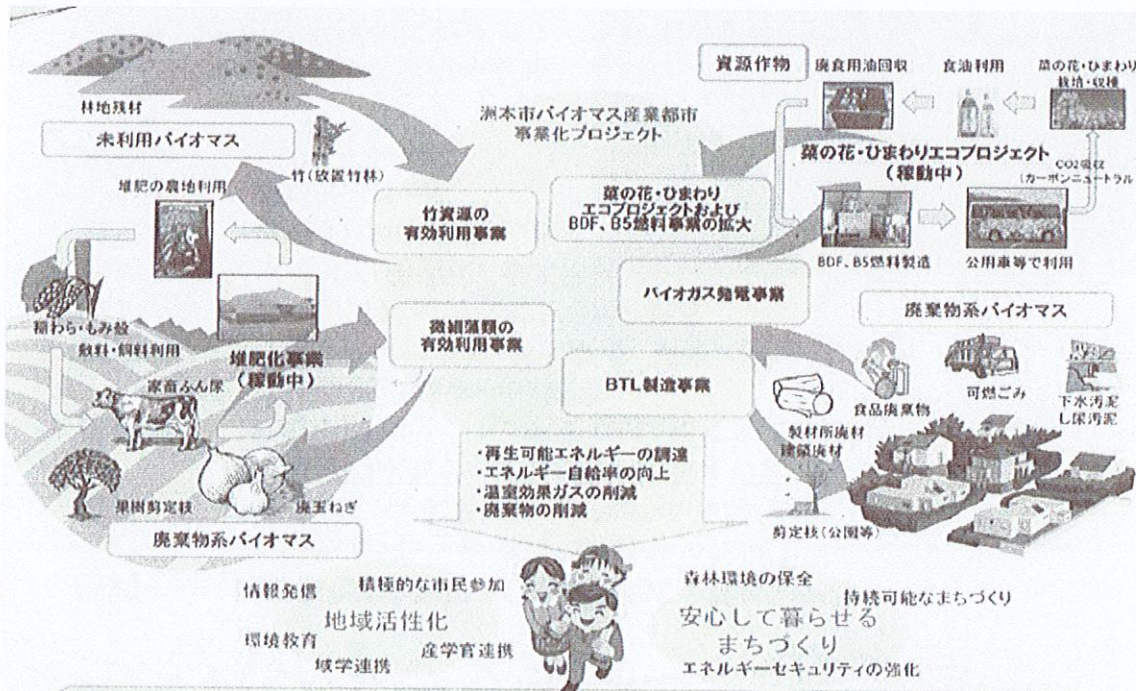 林地残材
未利用バイオマス
竹(放置竹林)
堆肥の農地利用
稲わら・もみ殻
敷料・飼料利用
堆肥化事業
(稼動中)
家畜ふん尿
果樹剪定枝
廃玉ねぎ
廃棄物系バイオマス
洲本市バイオマス産業都市
事業化プロジェクト
竹資源の
有効利用事業
菜の花・ひまわり
エコプロジェクトおよび
BDF、B5燃料事業の拡大
バイオガス発電事業
微細藻類の
有効利用事業
BTL製造事業
資源作物
廃食用油回収
食油利用
菜の花・ひまわり
栽培・収穫
菜の花・ひまわりエコプロジェクト
(稼動中)
CO2吸収
(カーボンニュートラル)
BDF、B5燃料製造
公用車等で利用
廃棄物系バイオマス
食品廃棄物
可燃ごみ
下水汚泥
し尿汚泥
製材所廃材
建築廃材
剪定枝(公園等)
・再生可能エネルギーの調達
・エネルギー自給率の向上
・温室効果ガスの削減
・廃棄物の削減
情報発信
積極的な市民参加
地域活性化
環境教育
産学官連携
域学連携
森林環境の保全
持続可能なまちづくり
安心して暮らせる
まちづくり
エネルギーセキュリティの強化